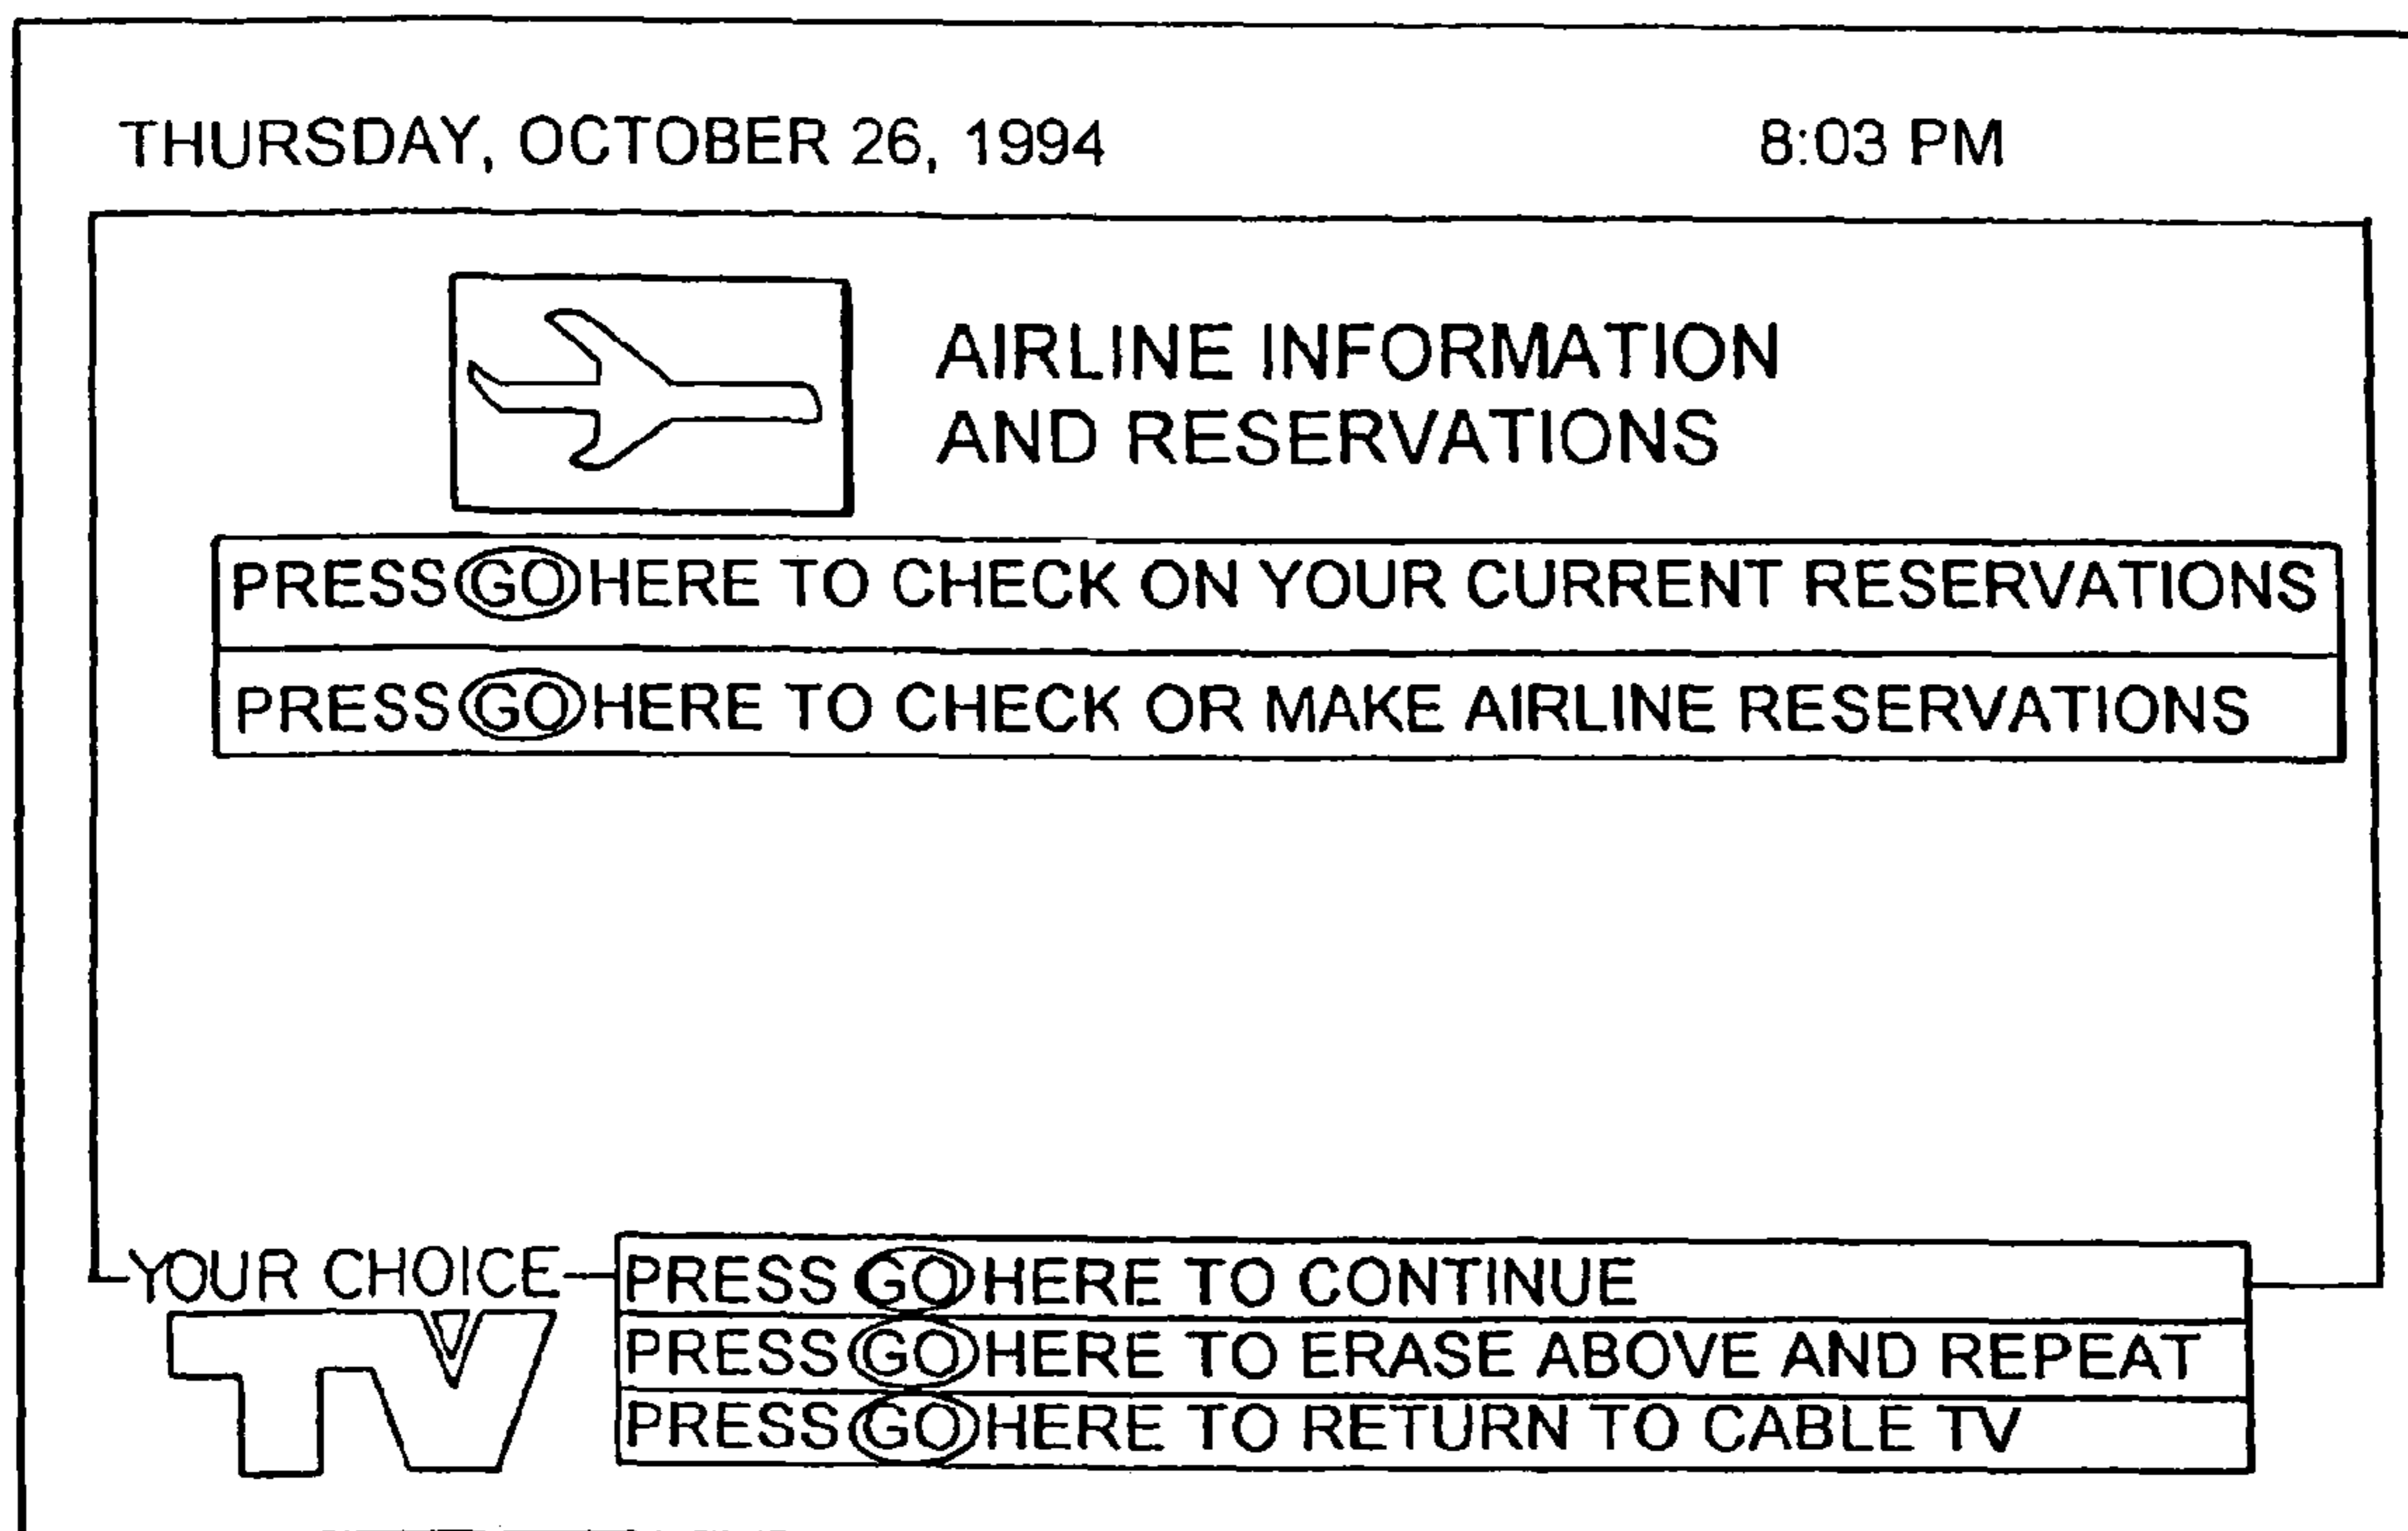 THURSDAY, OCTOBER 26, 1994 8:03 PM
AIRLINE INFORMATION
AND RESERVATIONS
PRESS GO HERE TO CHECK ON YOUR CURRENT RESERVATIONS
PRESS GO HERE TO CHECK OR MAKE AIRLINE RESERVATIONS
YOUR CHOICE
TV
PRESS GO HERE TO CONTINUE
PRESS GO HERE TO ERASE ABOVE AND REPEAT
PRESS GO HERE TO RETURN TO CABLE TV